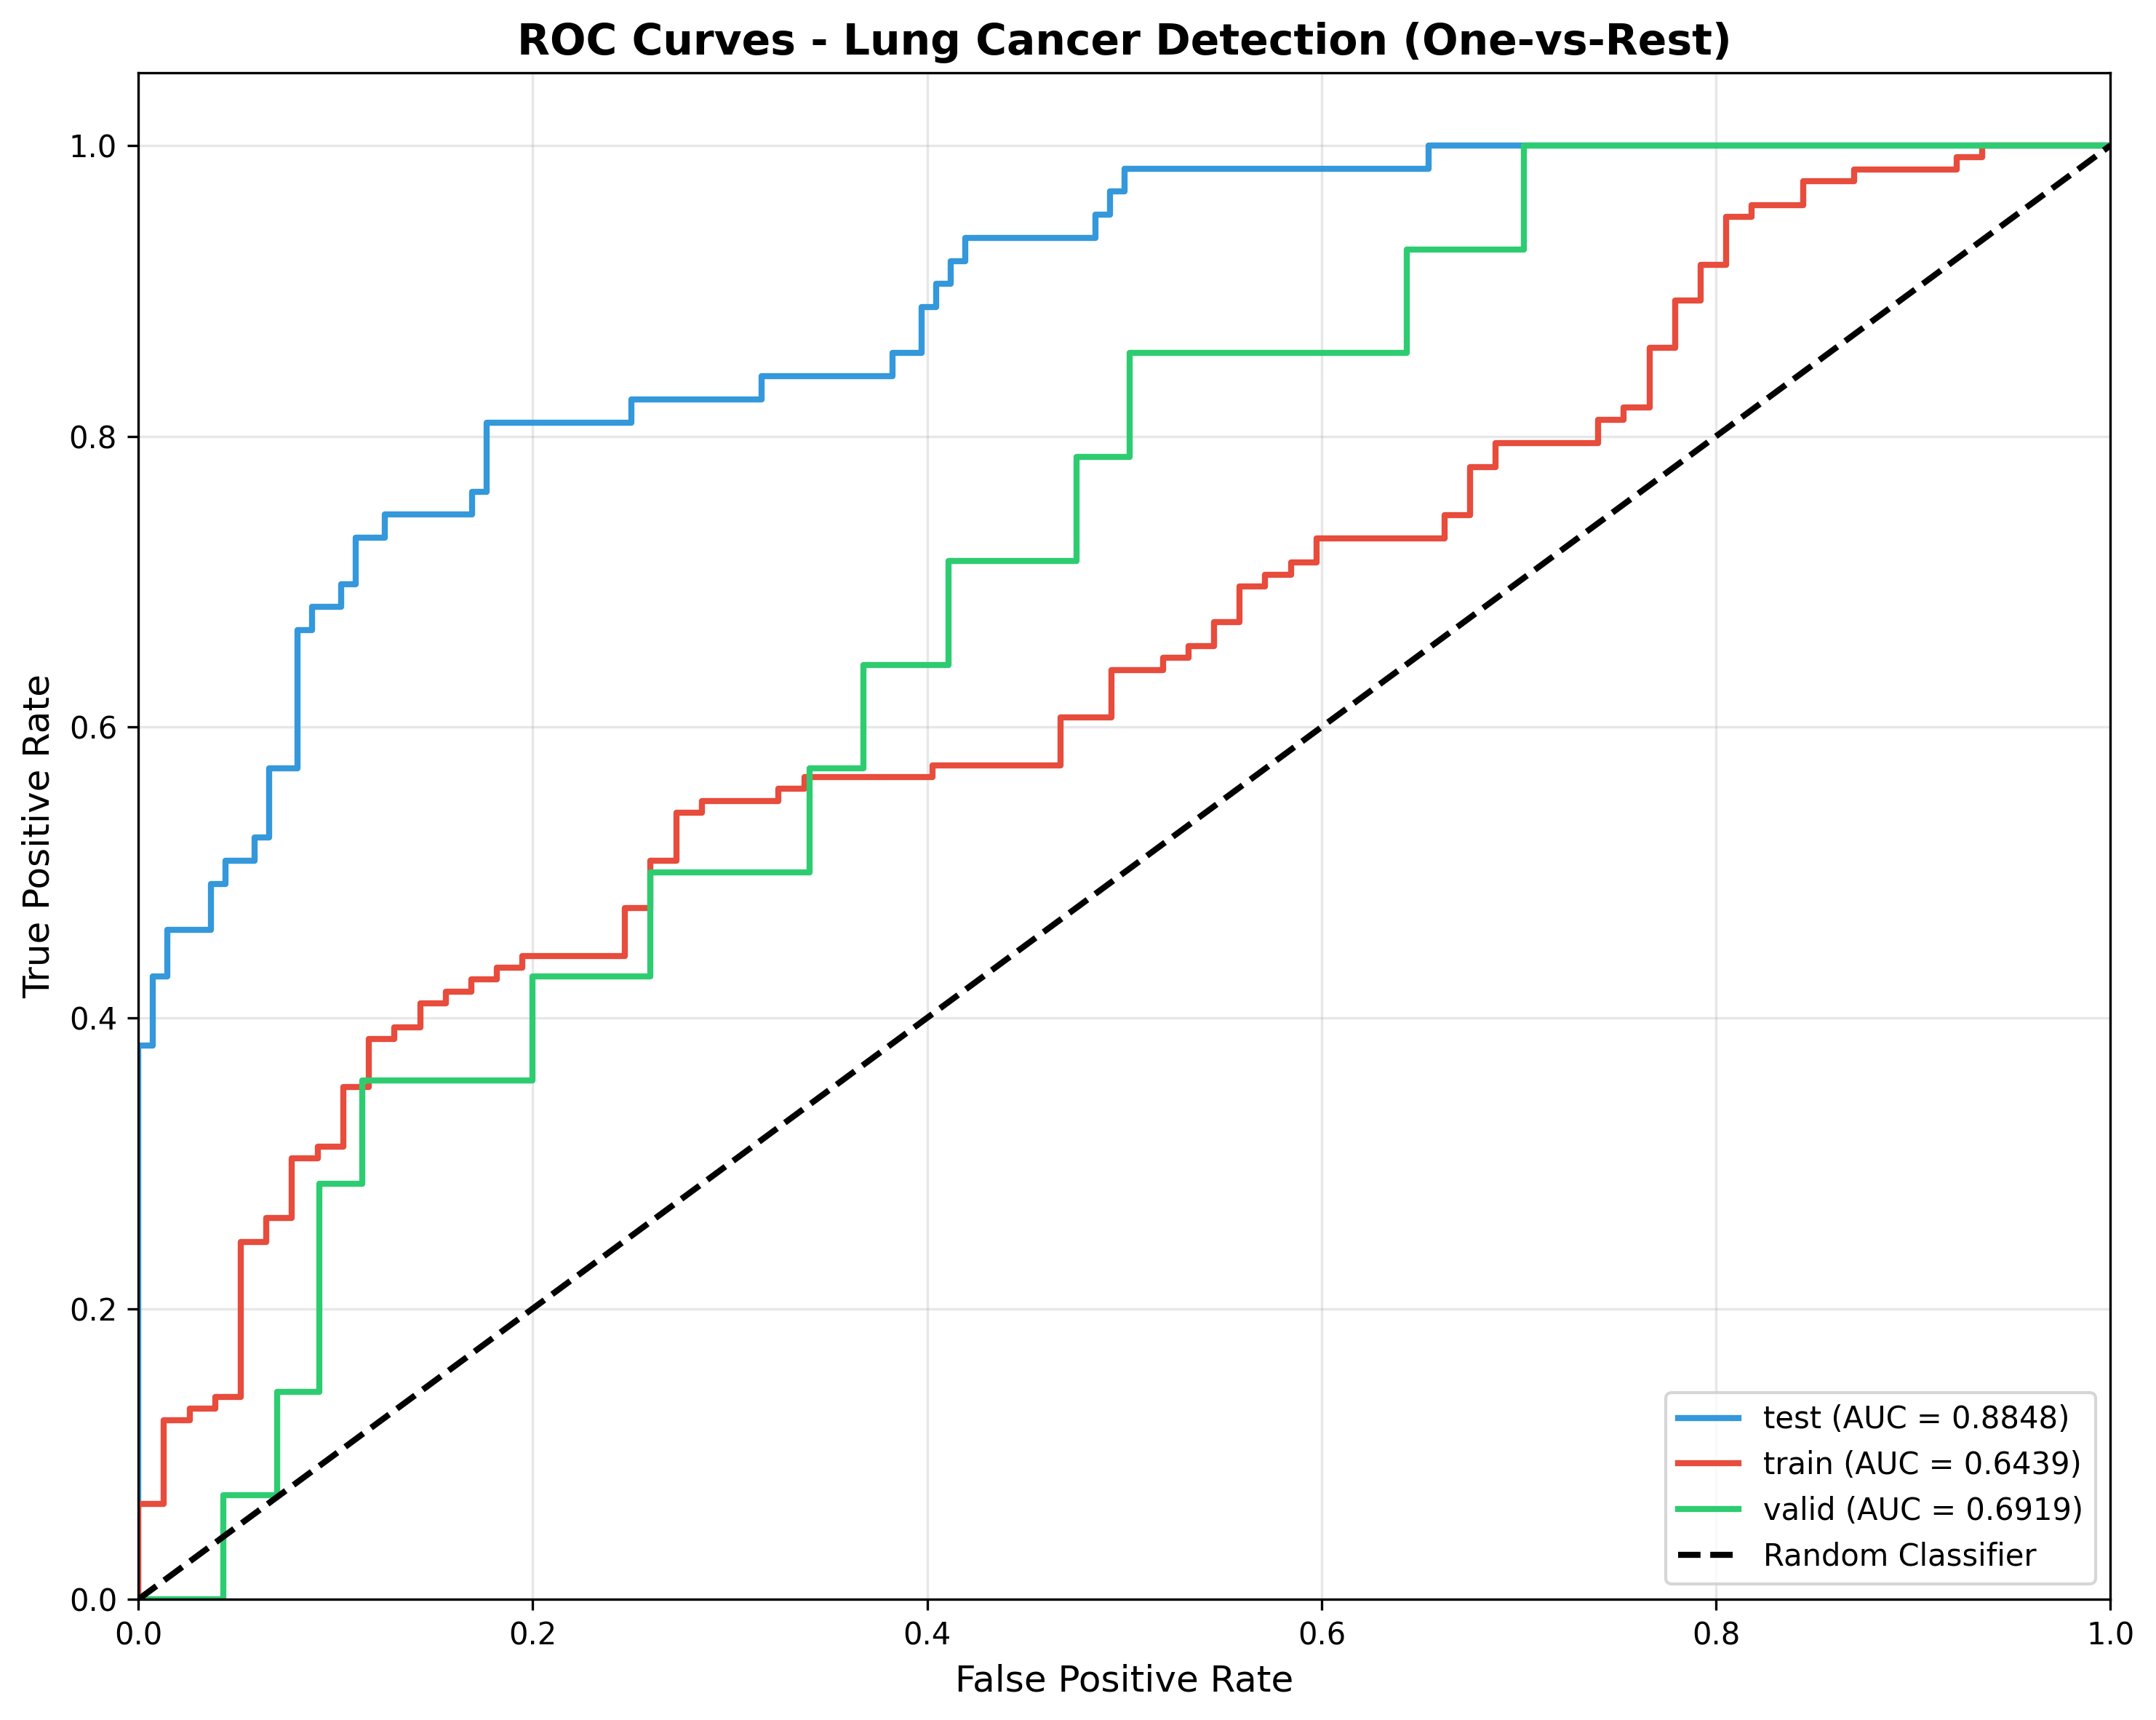 ROC Curves - Lung Cancer Detection (One-vs-Rest)
True Positive Rate
1.0
0.8
0.6
0.4
0.2
0.0
0.0 0.2 0.4 0.6 0.8 1.0
False Positive Rate
test (AUC = 0.8848)
train (AUC = 0.6439)
valid (AUC = 0.6919)
Random Classifier